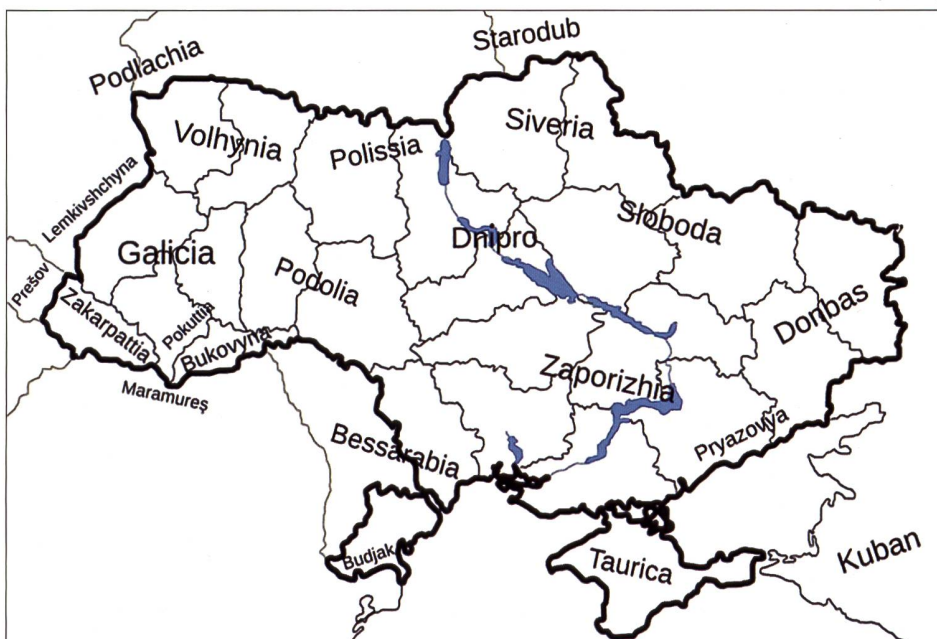 Starodub
Podlachia
Siveria
Volhynia
Polissia
Lemkivshchyna
Sloboda
Dnipro
Galicia
Podolia
Prešov
Zakarpattia
Pokuttia
Bukovyna
Donbas
Maramureş
Zaporizhia
Bessarabia
Pryazovya
Budjak
Taurica
Kuban